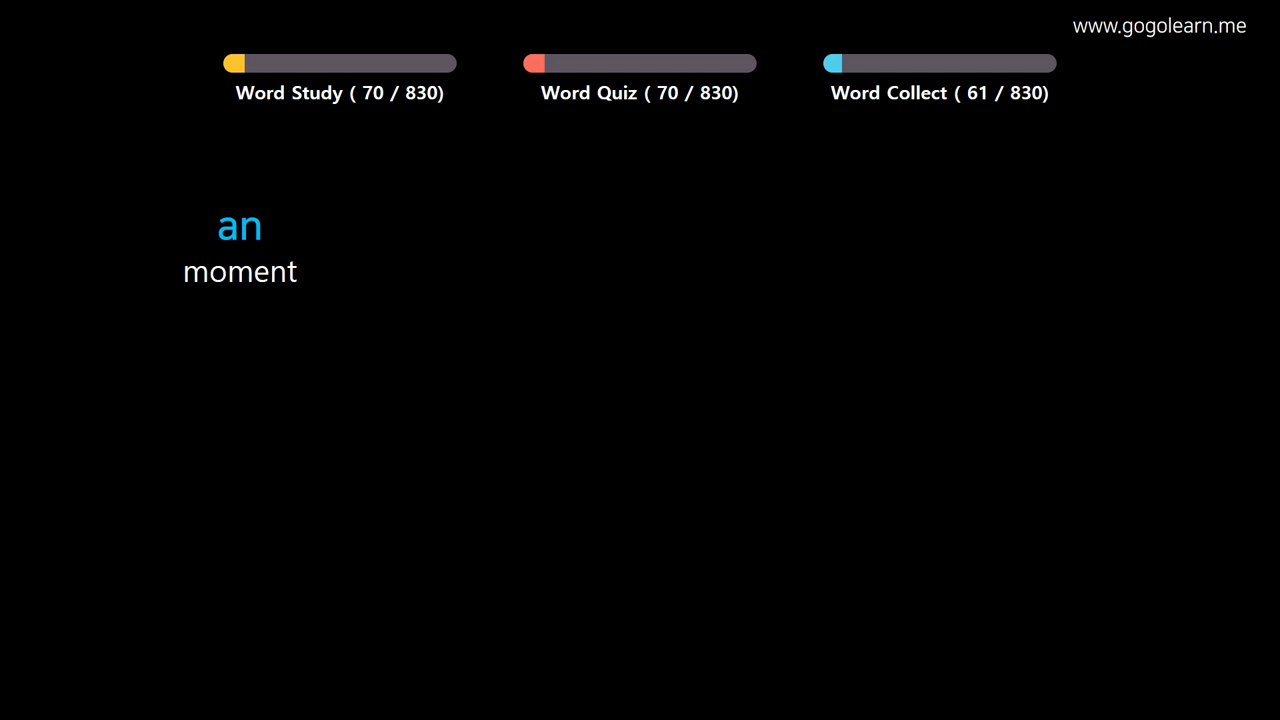 www.gogolearn.me
Word Study ( 70 / 830)
Word Quiz ( 70 / 830)
Word Collect ( 61 / 830)
an
moment